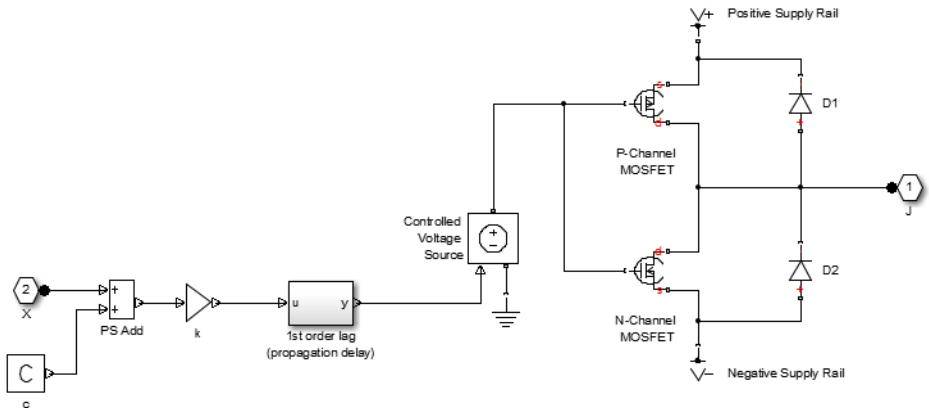 V+ Positive Supply Rail
s
D1
d
P-Channel
MOSFET
1
J
Controlled
Voltage
Source
+
−
d
D2
s
N-Channel
MOSFET
2
X
+
+
PS Add
k
u y
1st order lag
(propagation delay)
C
c
V− Negative Supply Rail